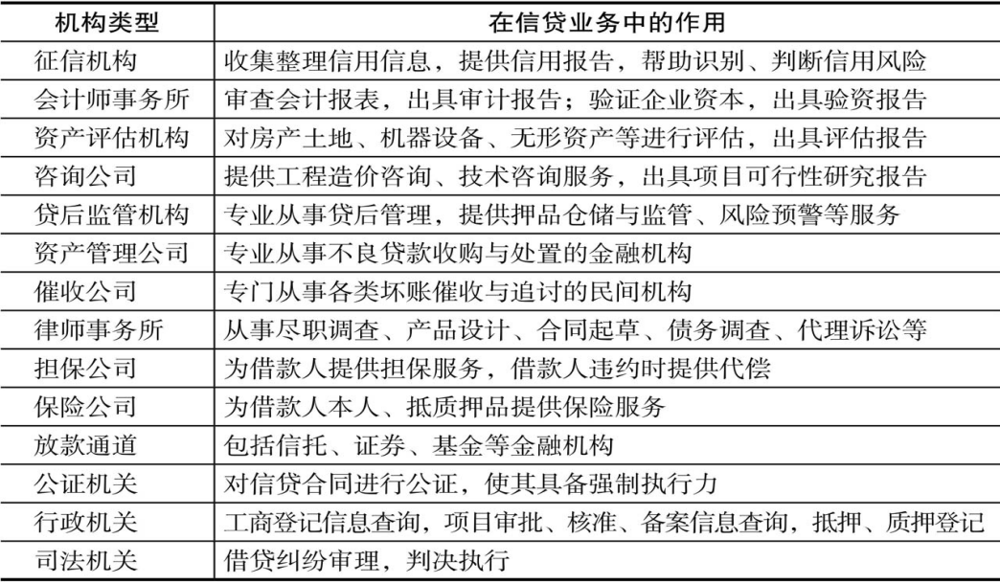 机构类型 在信贷业务中的作用
征信机构 收集整理信用信息，提供信用报告，帮助识别、判断信用风险
会计师事务所 审查会计报表，出具审计报告；验证企业资本，出具验资报告
资产评估机构 对房产土地、机器设备、无形资产等进行评估，出具评估报告
咨询公司 提供工程造价咨询、技术咨询服务，出具项目可行性研究报告
贷后监管机构 专业从事贷后管理，提供押品仓储与监管、风险预警等服务
资产管理公司 专业从事不良贷款收购与处置的金融机构
催收公司 专门从事各类坏账催收与追讨的民间机构
律师事务所 从事尽职调查、产品设计、合同起草、债务调查、代理诉讼等
担保公司 为借款人提供担保服务，借款人违约时提供代偿
保险公司 为借款人本人、抵质押品提供保险服务
放款通道 包括信托、证券、基金等金融机构
公证机关 对信贷合同进行公证，使其具备强制执行力
行政机关 工商登记信息查询，项目审批、核准、备案信息查询，抵押、质押登记
司法机关 借贷纠纷审理，判决执行